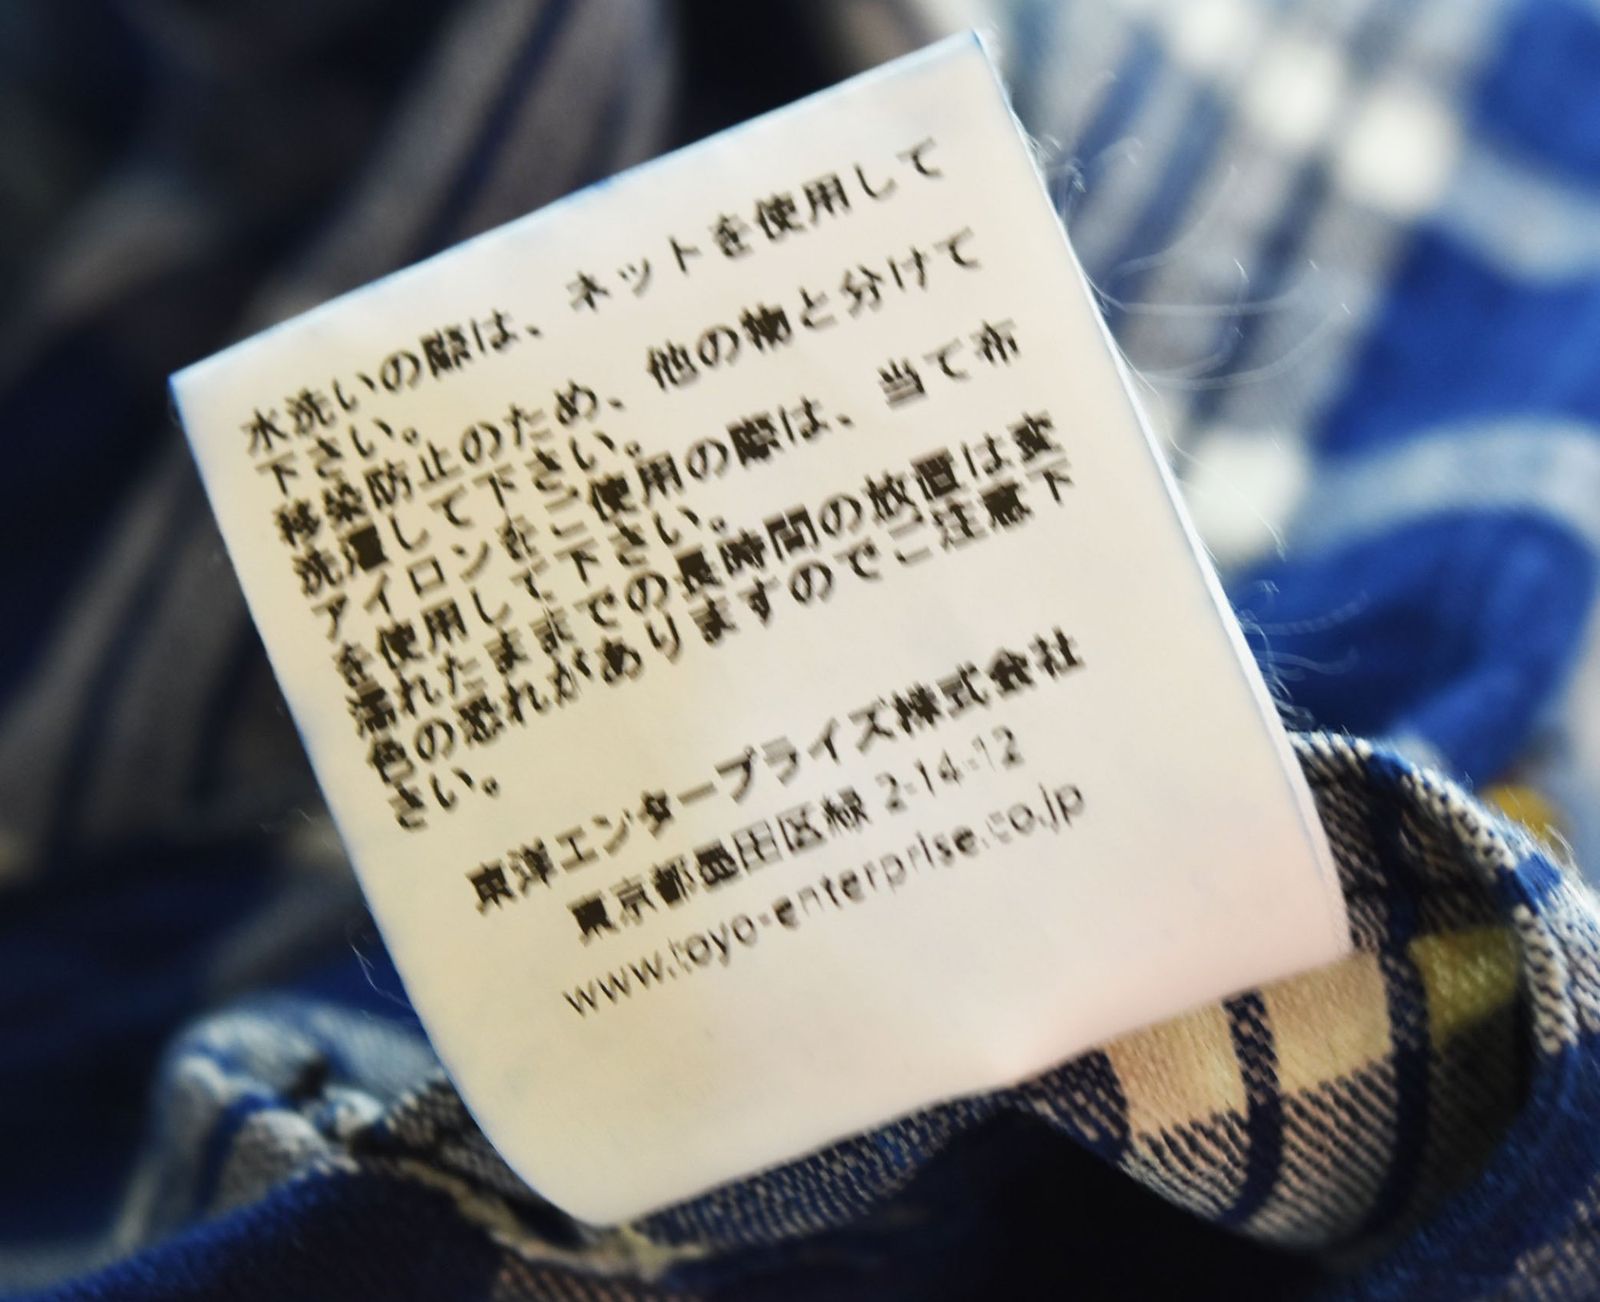 水洗いの際は、ネットを使用して
下さい。
移染防止のため、他の物と分けて
洗濯して下さい。
アイロンをご使用の際は、当て布
を使用して下さい。
濡れたままでの長時間の放置は変
色の恐れがありますのでご注意下
さい。
東洋エンタープライズ株式会社
東京都墨田区緑 2-14-12
www.toyo-enterprise.co.jp